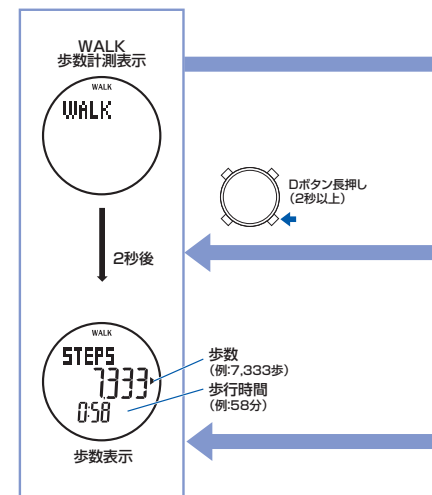 WALK
歩数計測表示
WALK
WALK
Dボタン長押し
(2秒以上)
2秒後
WALK
STEPS
7,333
0:58
歩数
(例:7,333歩)
歩行時間
(例:58分)
歩数表示